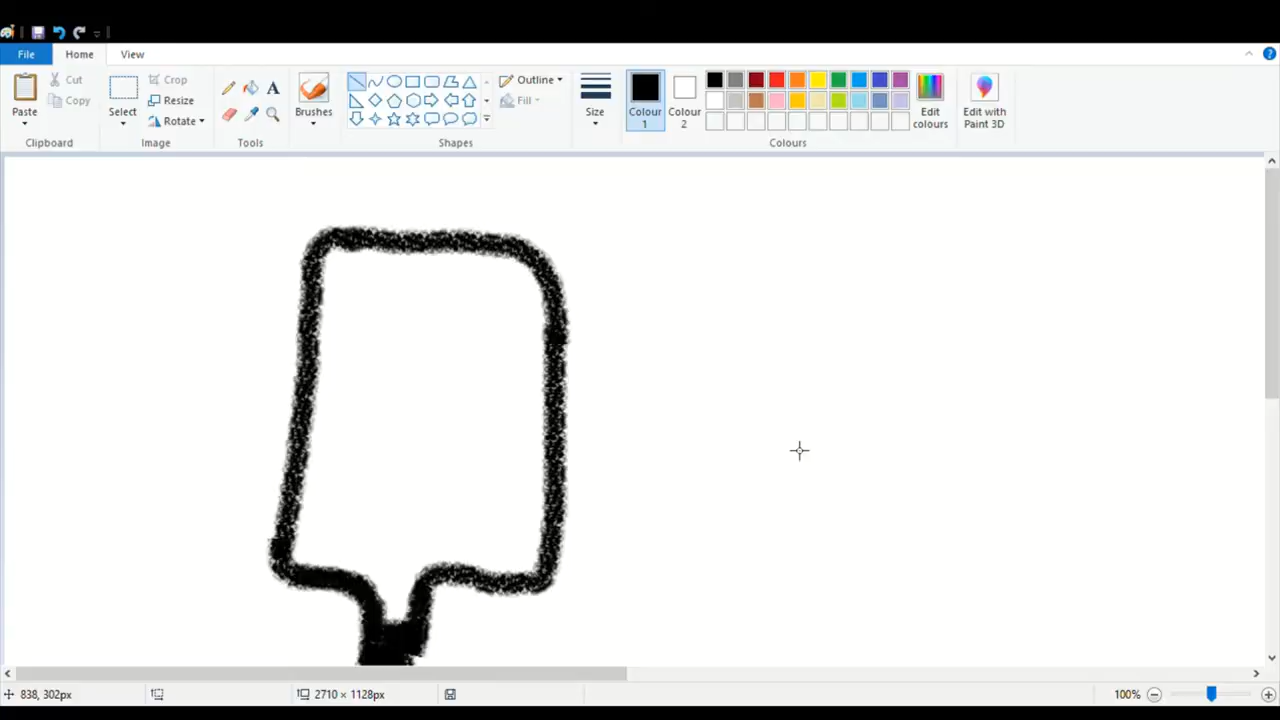 File Home View
Paste Cut Copy Select Crop Resize Rotate A Brushes Outline Fill Size Colour 1 Colour 2 Edit colours Edit with Paint 3D
Clipboard Image Tools Shapes Colours
838, 302px 2710 × 1128px 100%